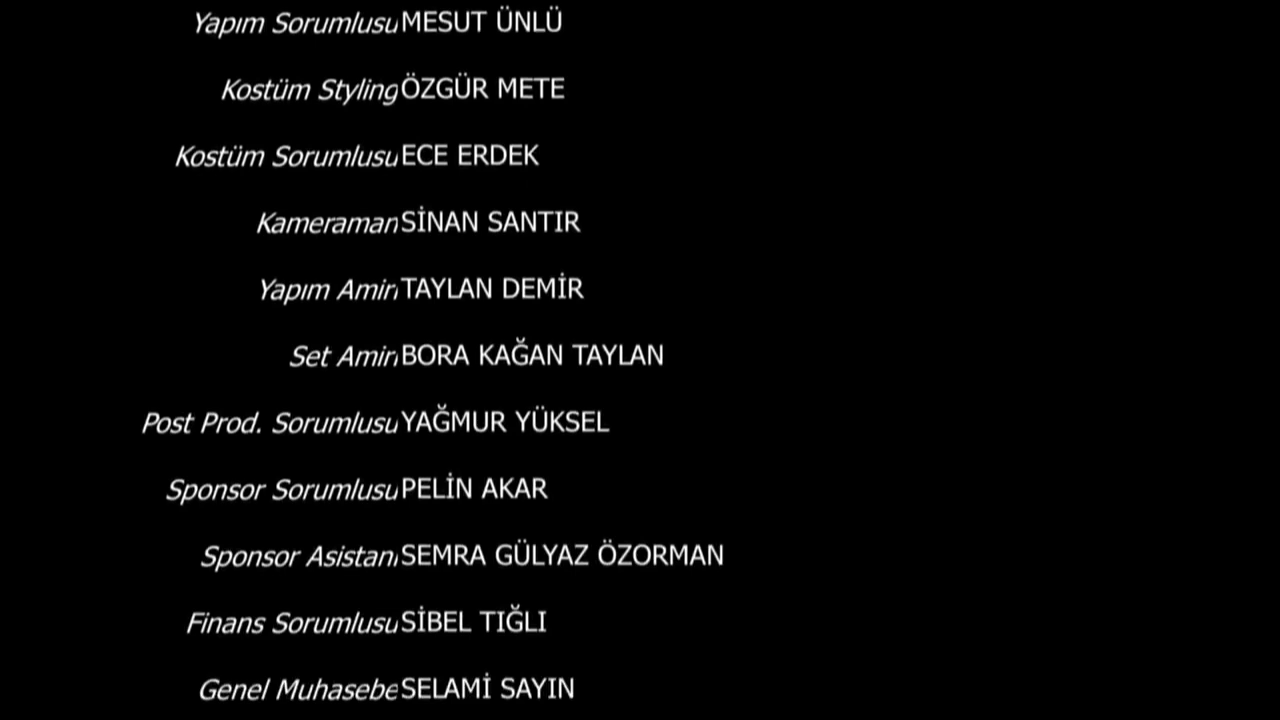 Yapım Sorumlusu MESUT ÜNLÜ
Kostüm Styling ÖZGÜR METE
Kostüm Sorumlusu ECE ERDEK
Kameraman SİNAN SANTIR
Yapım Amiri TAYLAN DEMİR
Set Amiri BORA KAĞAN TAYLAN
Post Prod. Sorumlusu YAĞMUR YÜKSEL
Sponsor Sorumlusu PELİN AKAR
Sponsor Asistanı SEMRA GÜLYAZ ÖZORMAN
Finans Sorumlusu SİBEL TIĞLI
Genel Muhasebe SELAMİ SAYIN